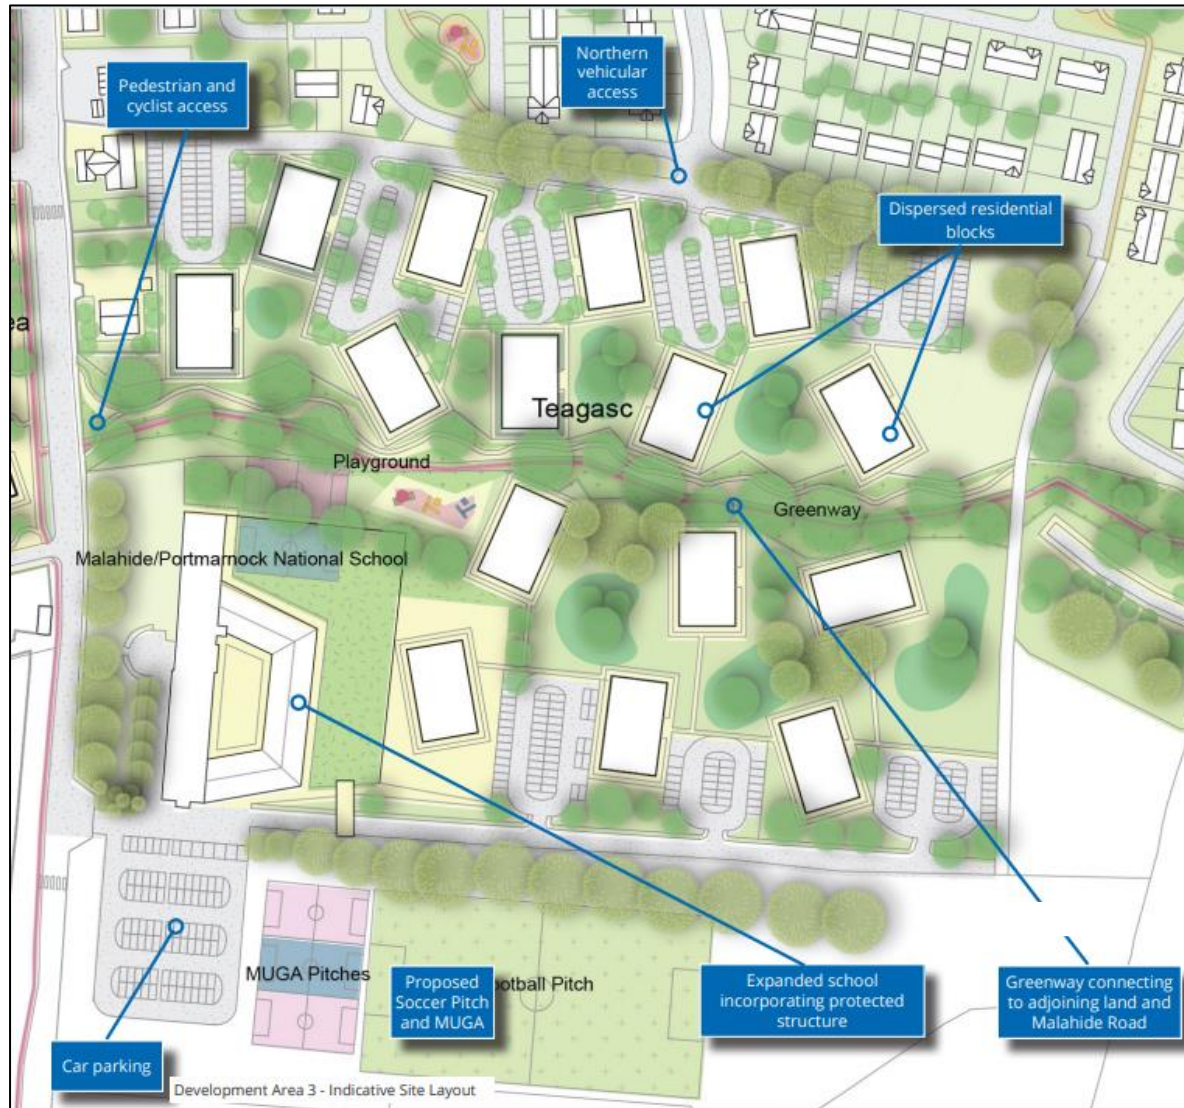 Pedestrian and
cyclist access
Northern
vehicular
access
Dispersed residential
blocks
ea
Teagasc
Playground
Greenway
Malahide/Portmarnock National School
MUGA Pitches
Proposed
Soccer Pitch
and MUGA
ootball Pitch
Expanded school
incorporating protected
structure
Greenway connecting
to adjoining land and
Malahide Road
Car parking
Development Area 3 - Indicative Site Layout